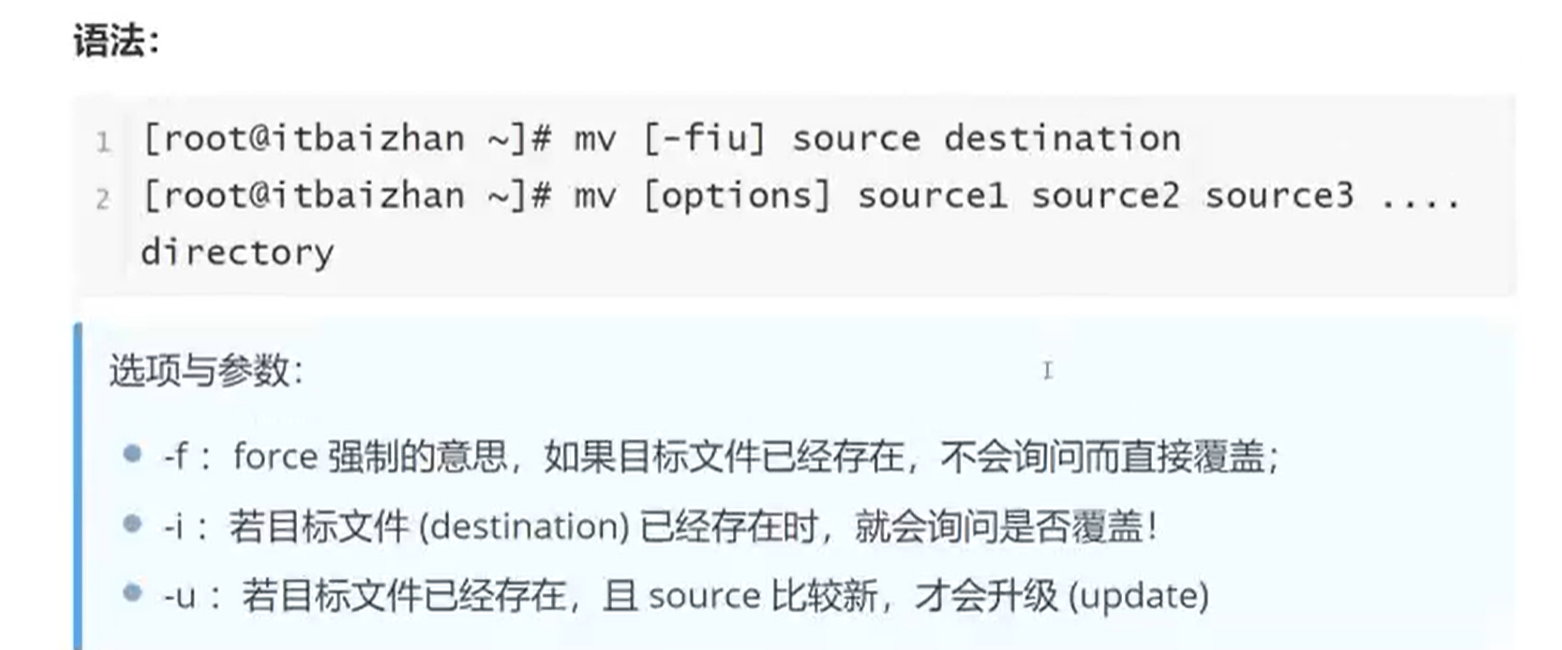 语法：
1 [root@itbaizhan ~]# mv [-fiu] source destination
2 [root@itbaizhan ~]# mv [options] source1 source2 source3 ....
directory
选项与参数：
-f ：force 强制的意思，如果目标文件已经存在，不会询问而直接覆盖；
-i ：若目标文件 (destination) 已经存在时，就会询问是否覆盖！
-u ：若目标文件已经存在，且 source 比较新，才会升级 (update)